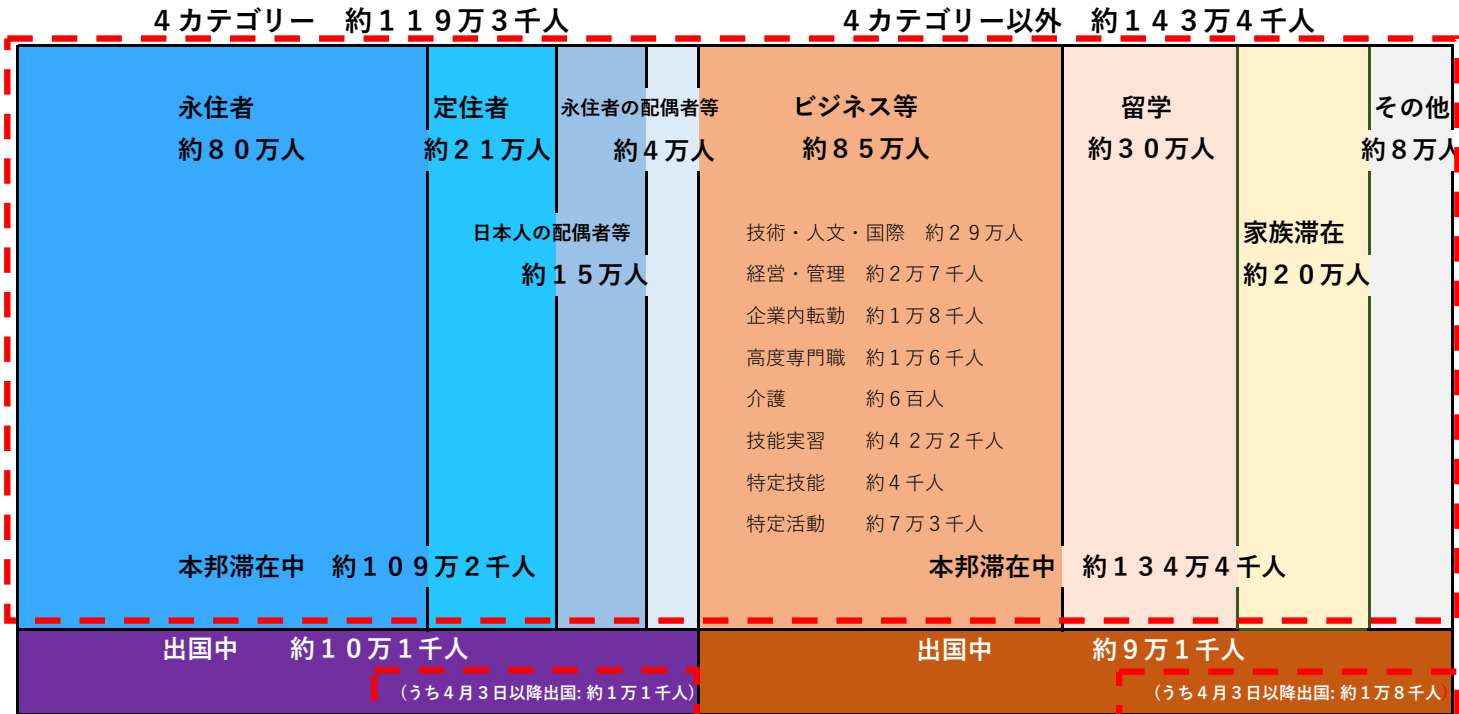 ４カテゴリー　約１１９万３千人
４カテゴリー以外　約１４３万４千人
永住者
約８０万人
定住者
約２１万人
永住者の配偶者等
約４万人
日本人の配偶者等
約１５万人
本邦滞在中　約１０９万２千人
ビジネス等
約８５万人
技術・人文・国際　約２９万人
経営・管理　約２万７千人
企業内転勤　約１万８千人
高度専門職　約１万６千人
介護　約６百人
技能実習　約４２万２千人
特定技能　約４千人
特定活動　約７万３千人
留学
約３０万人
家族滞在
約２０万人
その他
約８万人
本邦滞在中　約１３４万４千人
出国中　約１０万１千人
（うち４月３日以降出国: 約１万１千人）
出国中　約９万１千人
（うち４月３日以降出国: 約１万８千人）